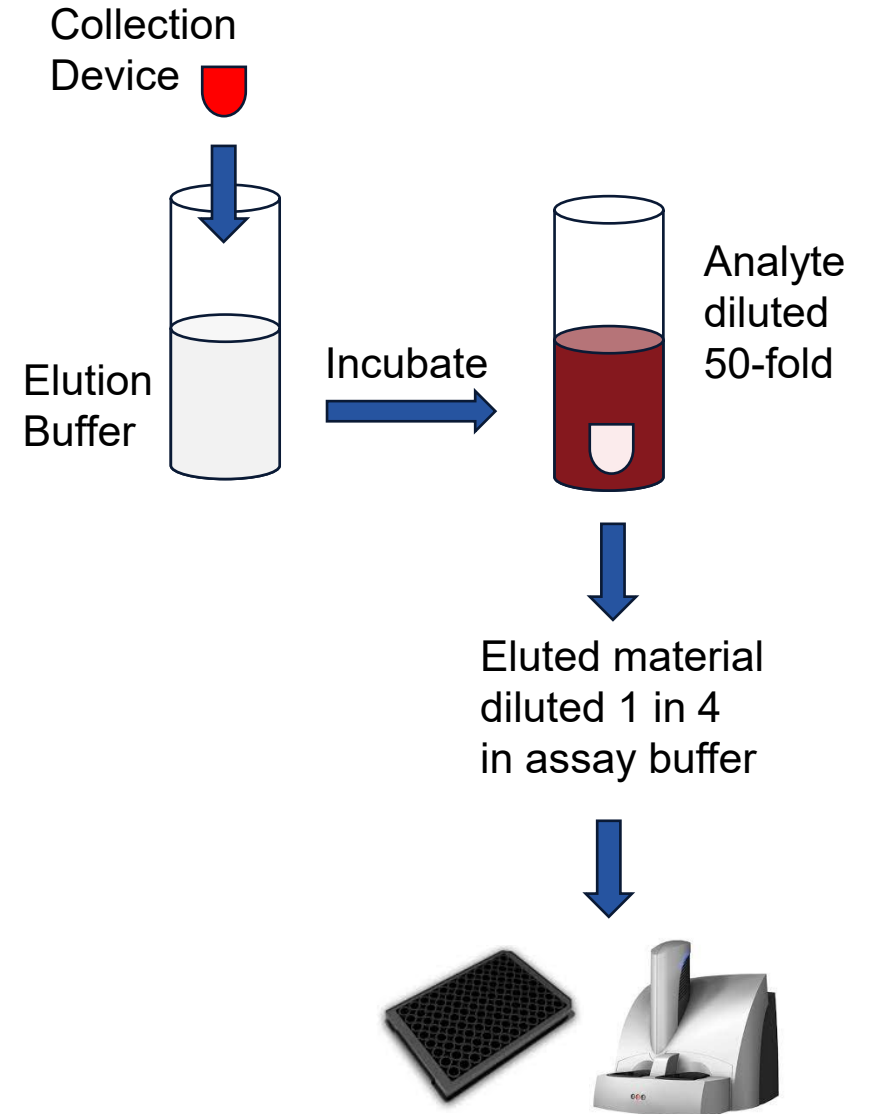 Collection
Device
Elution
Buffer
Incubate
Analyte
diluted
50-fold
Eluted material
diluted 1 in 4
in assay buffer